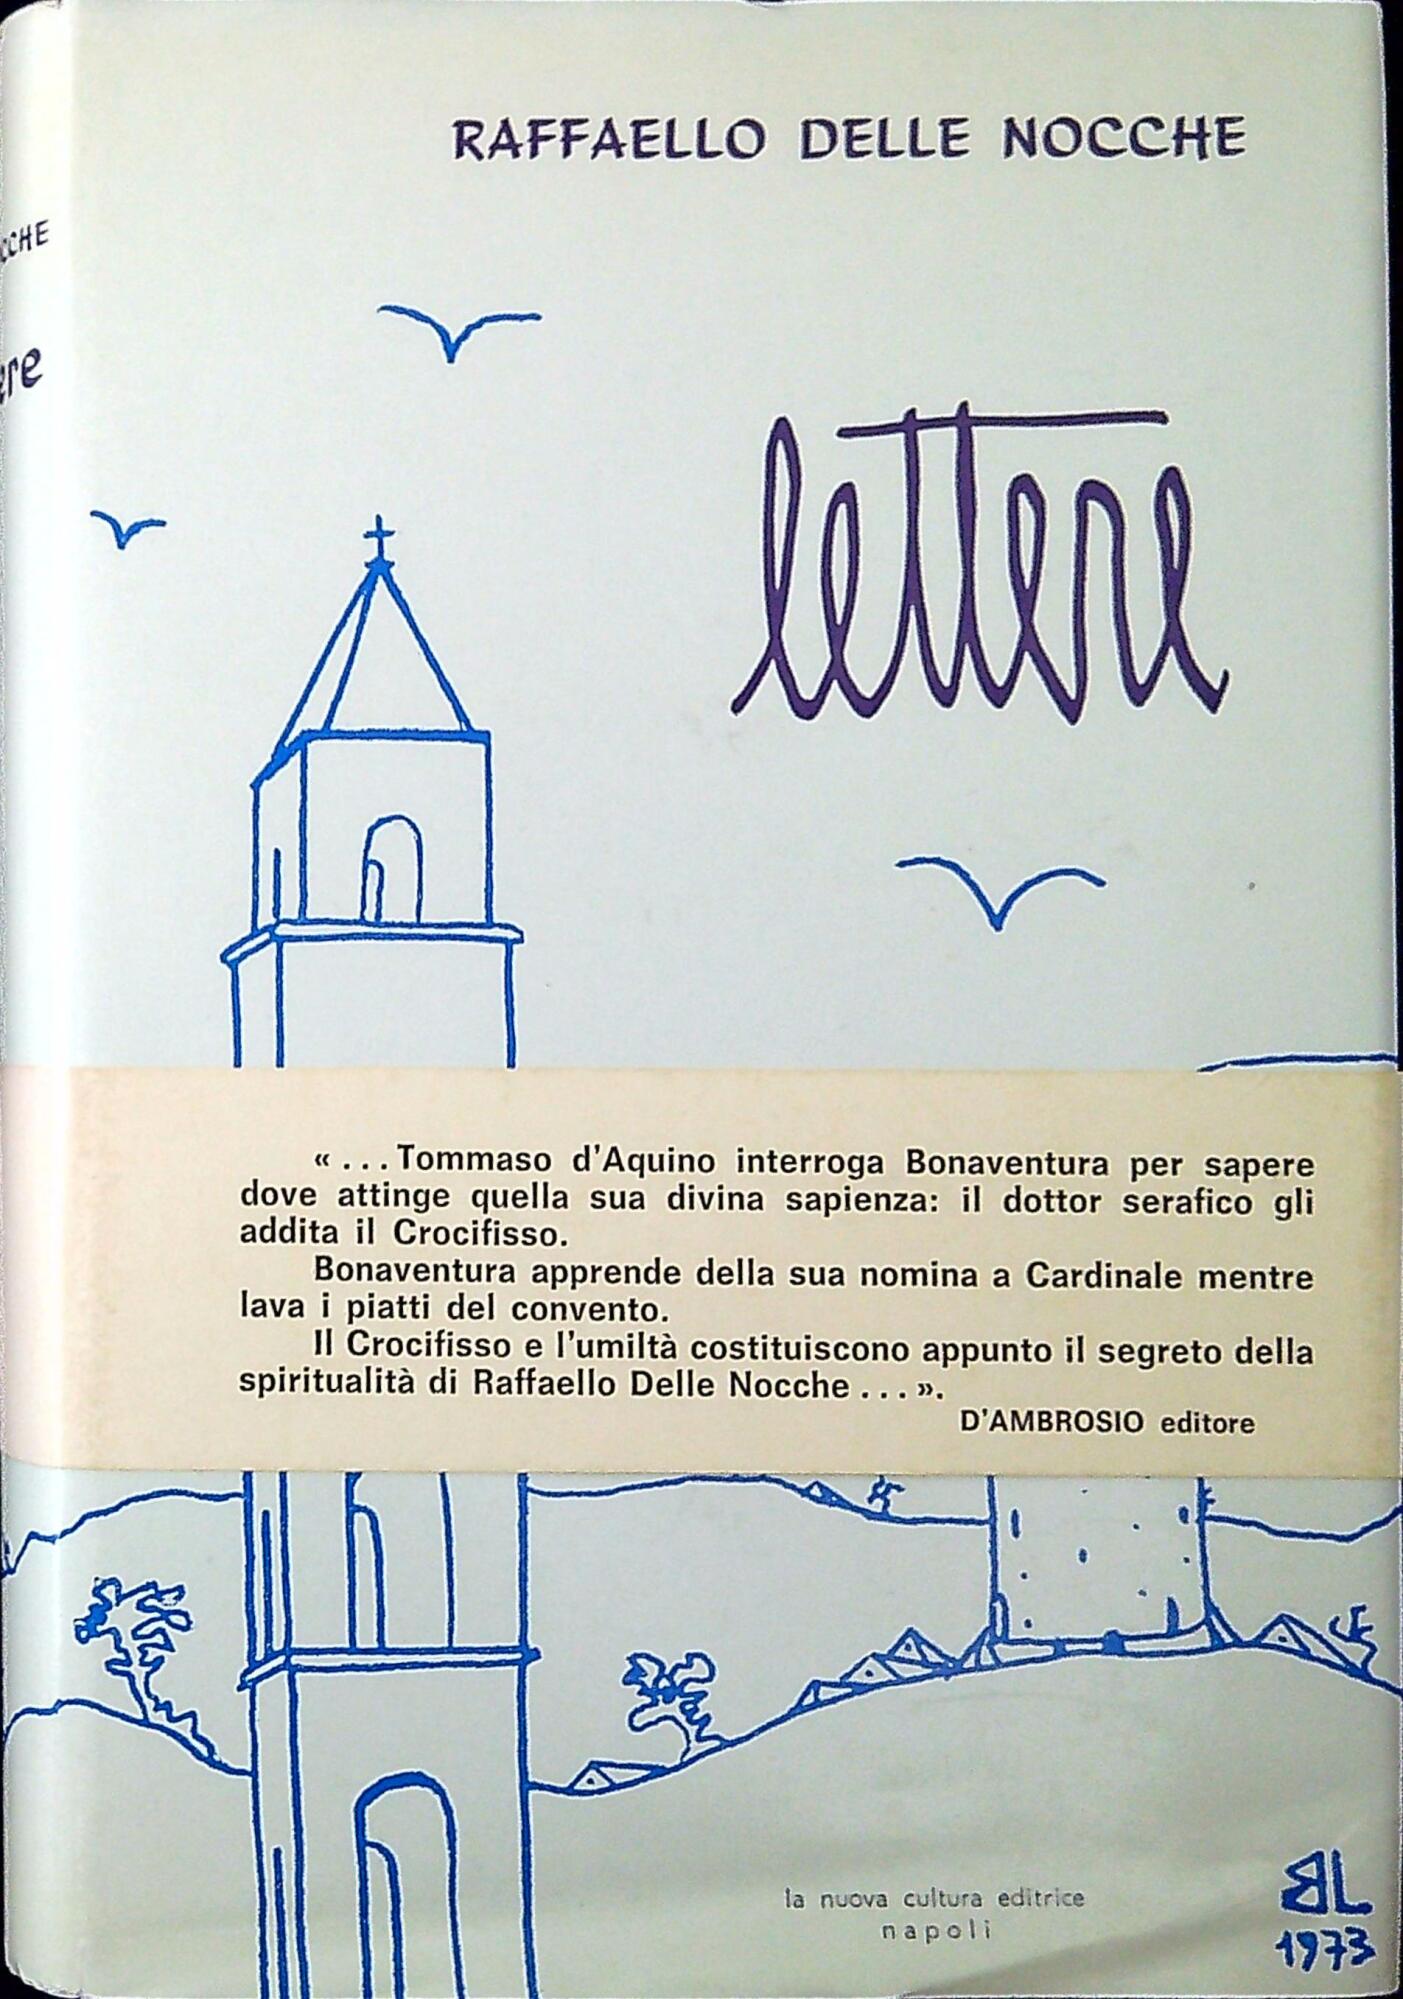 RAFFAELLO DELLE NOCCHE
lettere
« ... Tommaso d'Aquino interroga Bonaventura per sapere
dove attinge quella sua divina sapienza: il dottor serafico gli
addita il Crocifisso.
Bonaventura apprende della sua nomina a Cardinale mentre
lava i piatti del convento.
Il Crocifisso e l'umiltà costituiscono appunto il segreto della
spiritualità di Raffaello Delle Nocche ... ».
D'AMBROSIO editore
la nuova cultura editrice
napoli
BL
1973
CCHE
ere